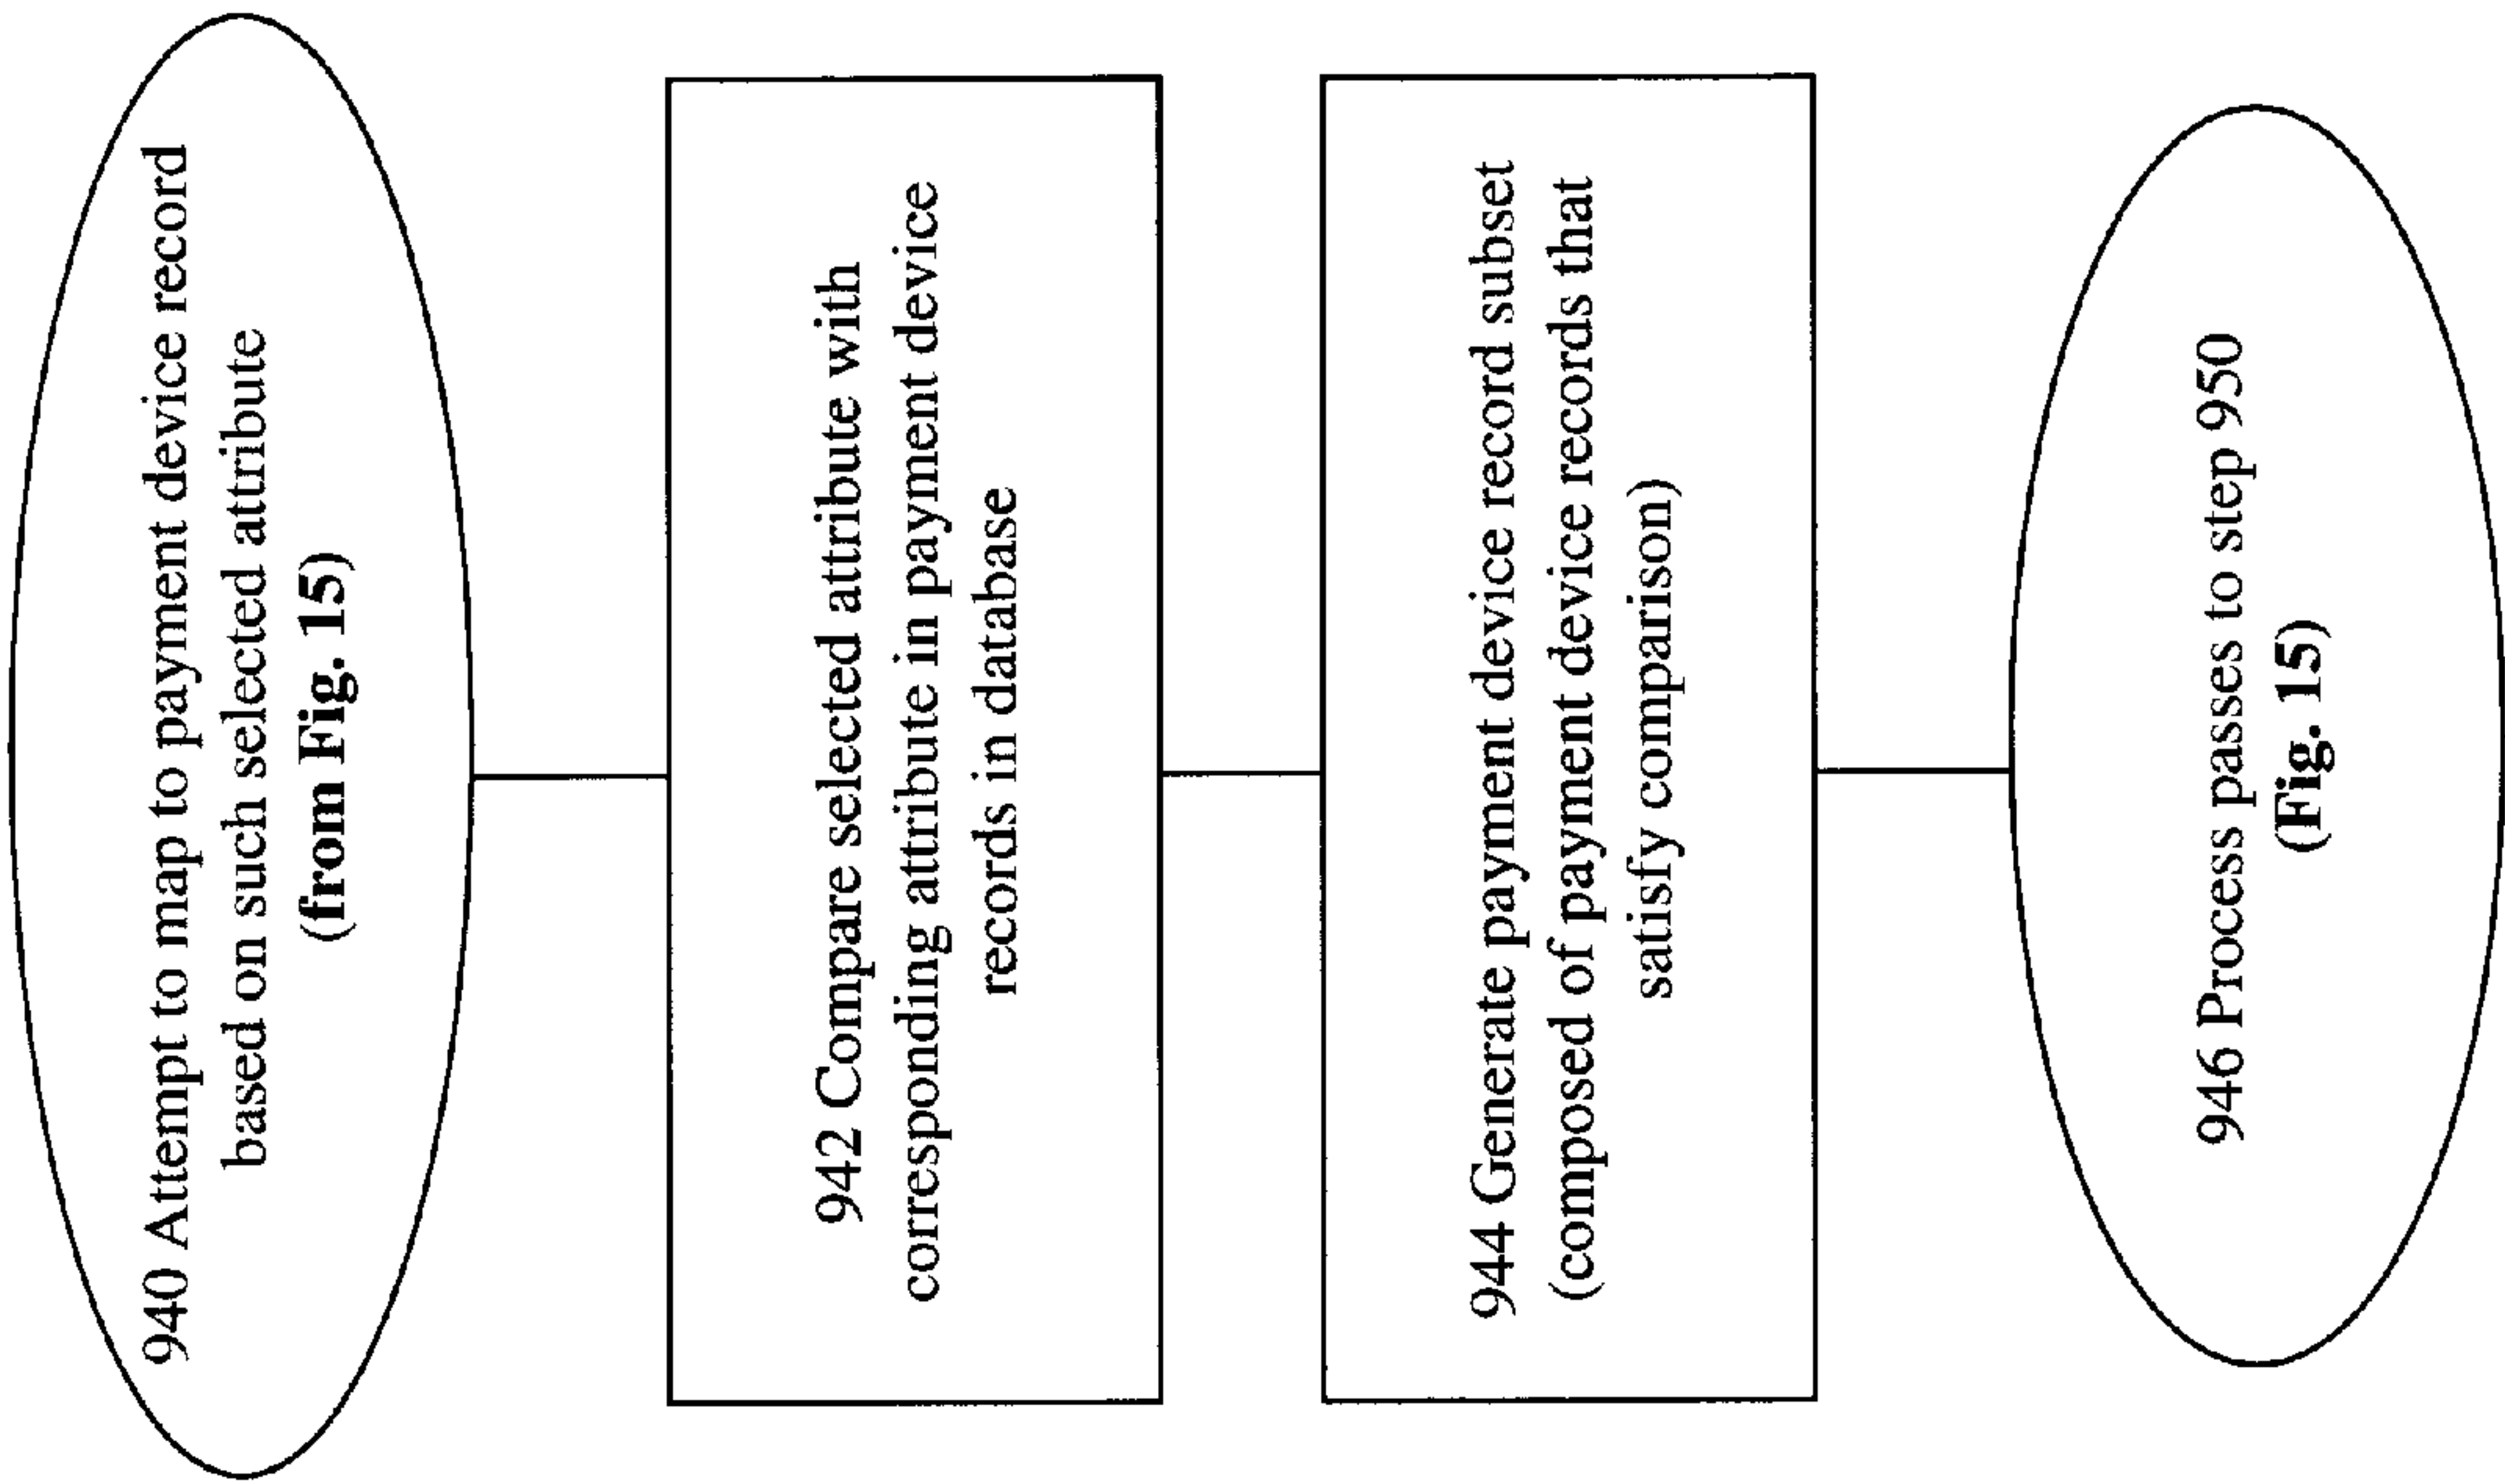 940 Attempt to map to payment device record
based on such selected attribute
(from Fig. 15)
942 Compare selected attribute with
corresponding attribute in payment device
records in database
944 Generate payment device record subset
(composed of payment device records that
satisfy comparison)
946 Process passes to step 950
(Fig. 15)